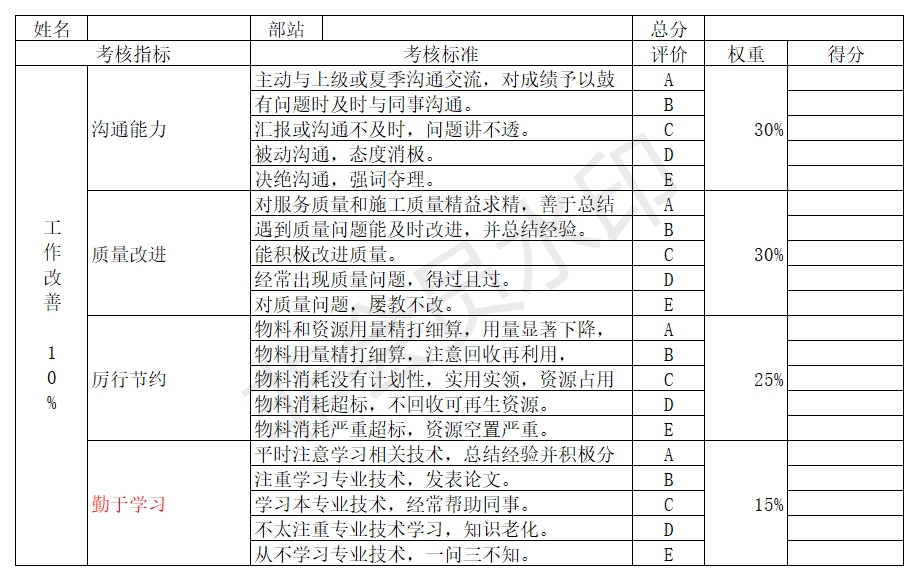 姓名 部站 总分
考核指标 考核标准 评价 权重 得分
工作改善 10%
沟通能力 30%
主动与上级或夏季沟通交流，对成绩予以鼓 A
有问题时及时与同事沟通。 B
汇报或沟通不及时，问题讲不透。 C
被动沟通，态度消极。 D
决绝沟通，强词夺理。 E
质量改进 30%
对服务质量和施工质量精益求精，善于总结 A
遇到质量问题能及时改进，并总结经验。 B
能积极改进质量。 C
经常出现质量问题，得过且过。 D
对质量问题，屡教不改。 E
厉行节约 25%
物料和资源用量精打细算，用量显著下降， A
物料用量精打细算，注意回收再利用， B
物料消耗没有计划性，实用实领，资源占用 C
物料消耗超标，不回收可再生资源。 D
物料消耗严重超标，资源空置严重。 E
勤于学习 15%
平时注意学习相关技术，总结经验并积极分 A
注重学习专业技术，发表论文。 B
学习本专业技术，经常帮助同事。 C
不太注重专业技术学习，知识老化。 D
从不学习专业技术，一问三不知。 E
非会员水印